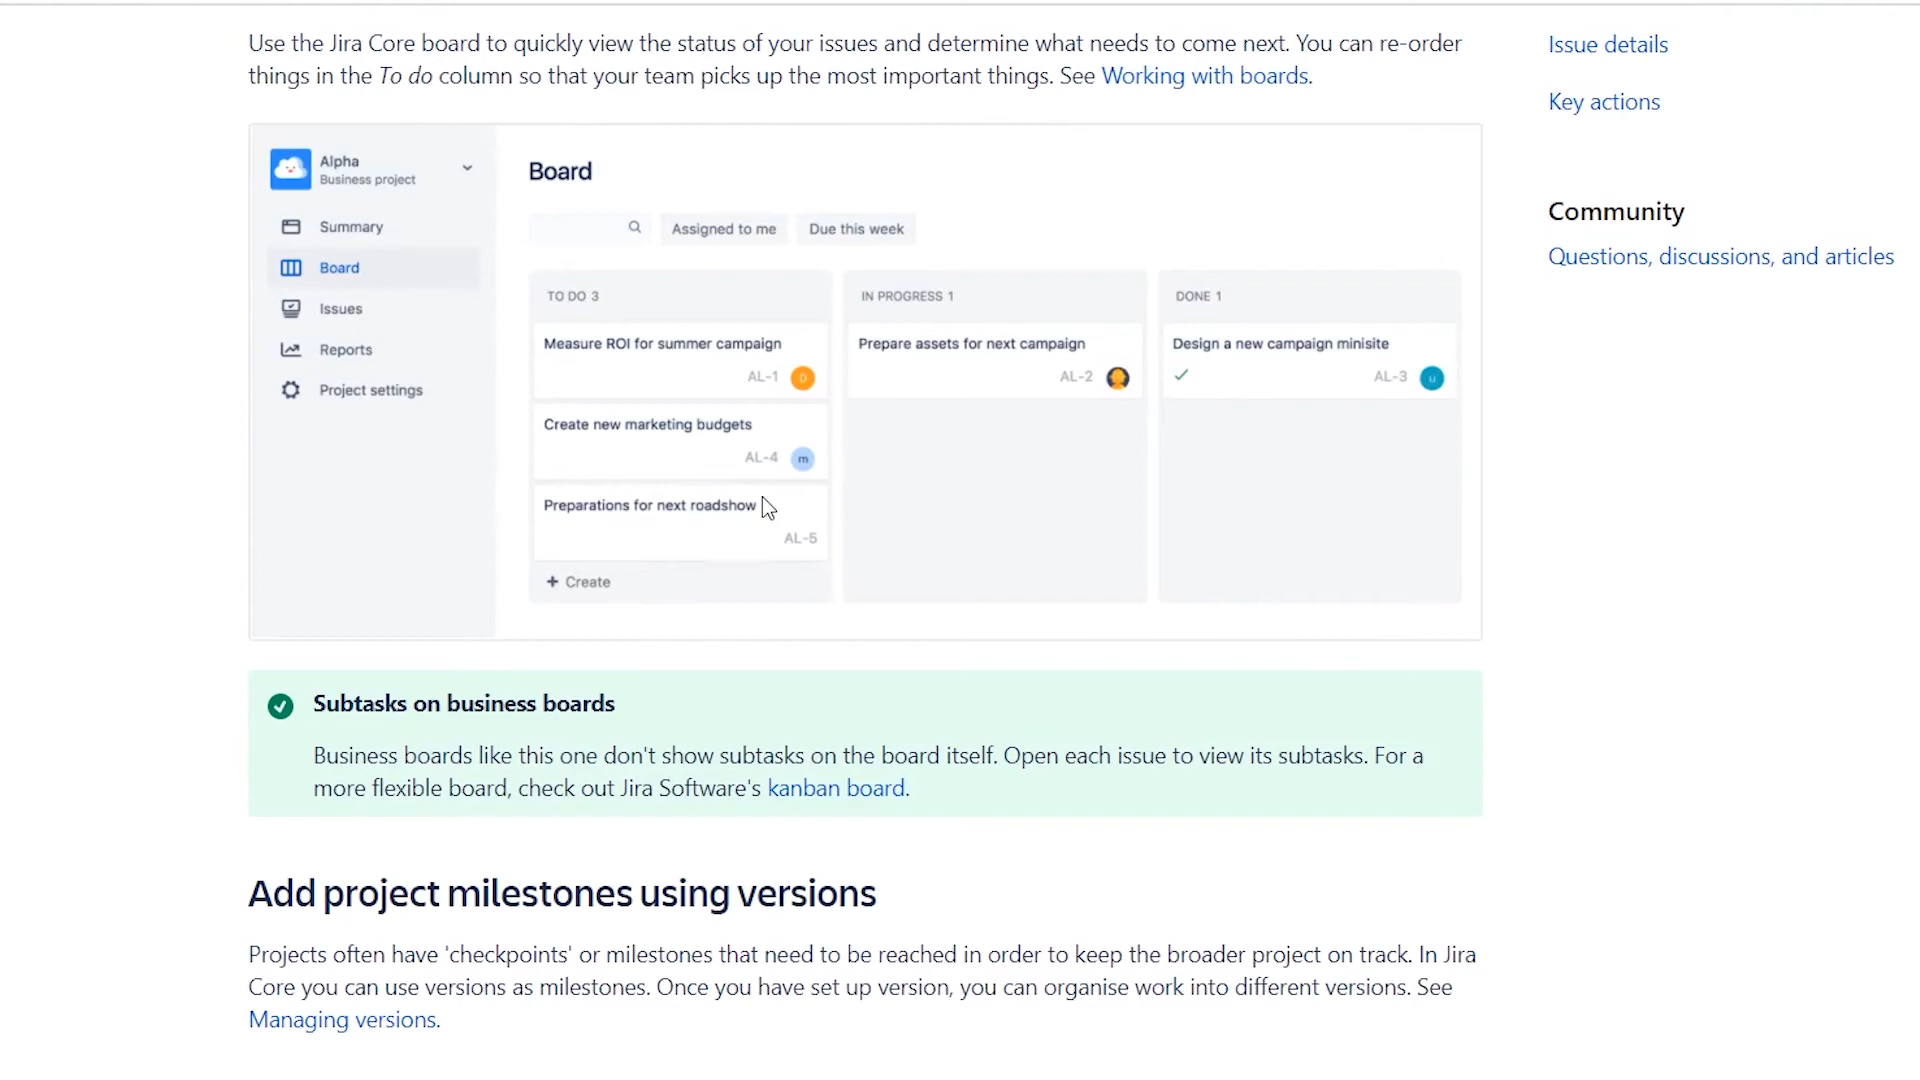 Use the Jira Core board to quickly view the status of your issues and determine what needs to come next. You can re-order
things in the To do column so that your team picks up the most important things. See Working with boards.
Issue details
Key actions
Community
Questions, discussions, and articles
Alpha
Business project
Summary
Board
Issues
Reports
Project settings
Board
Assigned to me
Due this week
TO DO 3
Measure ROI for summer campaign
AL-1 D
Create new marketing budgets
AL-4 m
Preparations for next roadshow
AL-5
+ Create
IN PROGRESS 1
Prepare assets for next campaign
AL-2
DONE 1
Design a new campaign minisite
AL-3 u
Subtasks on business boards
Business boards like this one don't show subtasks on the board itself. Open each issue to view its subtasks. For a
more flexible board, check out Jira Software's kanban board.
Add project milestones using versions
Projects often have 'checkpoints' or milestones that need to be reached in order to keep the broader project on track. In Jira
Core you can use versions as milestones. Once you have set up version, you can organise work into different versions. See
Managing versions.